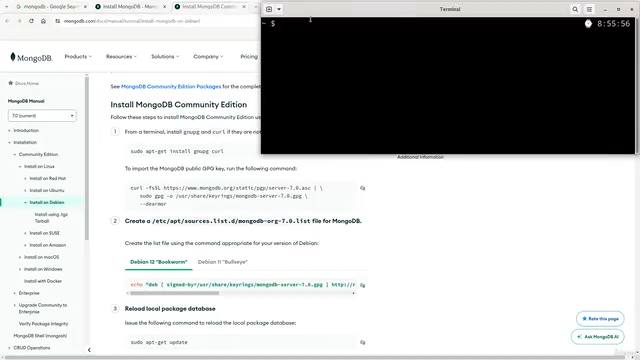 mongodb - Google Sear
Install MongoDB
Install MongoDB Commun
mongodb.com/docs/manual/tutorial/install-mongodb-on-debian/
Terminal
~ $
8:55:56
MongoDB.
Products
Resources
Solutions
Company
Pricing
Docs Home
MongoDB Manual
7.0 (current)
Introduction
Installation
Community Edition
Install on Linux
Install on Red Hat
Install on Ubuntu
Install on Debian
Install using .tgz
Tarball
Install on SUSE
Install on Amazon
Install on macOS
Install on Windows
Install with Docker
Enterprise
Upgrade Community to
Enterprise
Verify Package Integrity
MongoDB Shell (mongosh)
CRUD Operations
See MongoDB Community Edition Packages for the comple
Install MongoDB Community Edition
Follow these steps to install MongoDB Community Edition us
1
From a terminal, install gnupg and curl if they are not
sudo apt-get install gnupg curl
To import the MongoDB public GPG key, run the following command:
curl -fsSL https://www.mongodb.org/static/pgp/server-7.0.asc | \
sudo gpg -o /usr/share/keyrings/mongodb-server-7.0.gpg \
--dearmor
2
Create a /etc/apt/sources.list.d/mongodb-org-7.0.list file for MongoDB.
Create the list file using the command appropriate for your version of Debian:
Debian 12 "Bookworm"
Debian 11 "Bullseye"
echo "deb [ signed-by=/usr/share/keyrings/mongodb-server-7.0.gpg ] http://r
3
Reload local package database
Issue the following command to reload the local package database:
sudo apt-get update
Additional Information
Rate this page
Ask MongoDB AI